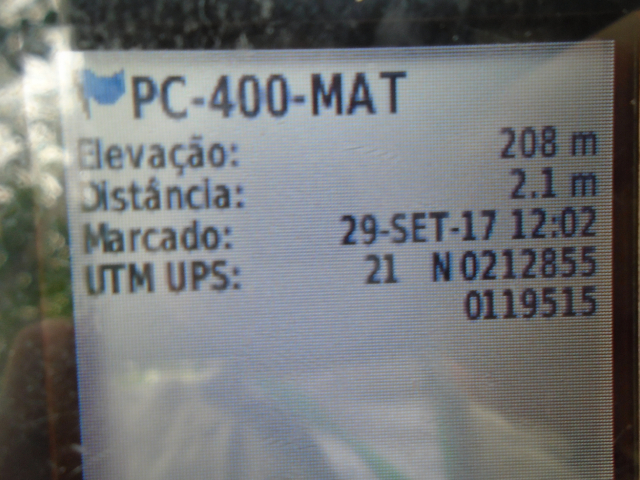 PC-400-MAT
Elevação: 208 m
Distância: 2.1 m
Marcado: 29-SET-17 12:02
UTM UPS: 21 N 0212855
0119515